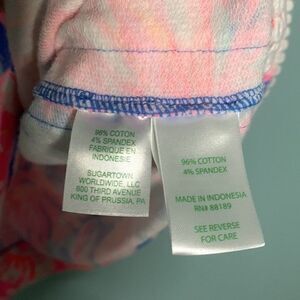 96% COTTON
4% SPANDEX
FABRIQUE EN
INDONESIE
SUGARTOWN
WORLDWIDE, LLC
800 THIRD AVENUE
KING OF PRUSSIA, PA
96% COTTON
4% SPANDEX
MADE IN INDONESIA
RN# 88189
SEE REVERSE
FOR CARE